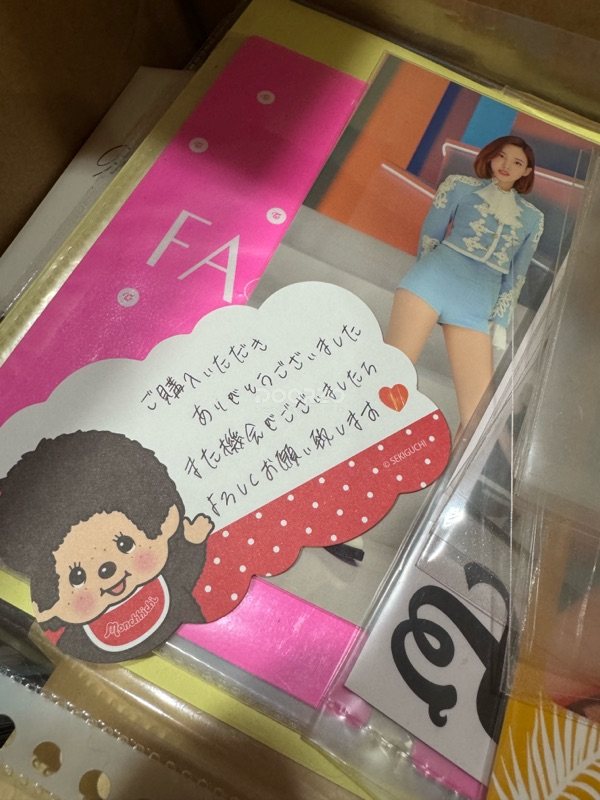 FA
ご購入いただき
ありがとうございました
また機会がございましたら
よろしくお願い致します
© SEKIGUCHI
Monchhichi